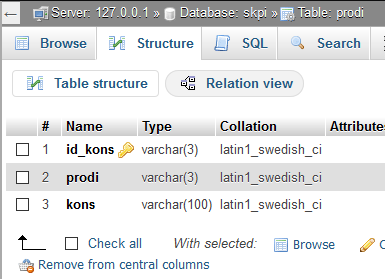 Server: 127.0.0.1 » Database: skpi » Table: prodi
Browse Structure SQL Search
Table structure Relation view
# Name Type Collation Attributes
1 id_kons varchar(3) latin1_swedish_ci
2 prodi varchar(3) latin1_swedish_ci
3 kons varchar(100) latin1_swedish_ci
Check all With selected: Browse
Remove from central columns